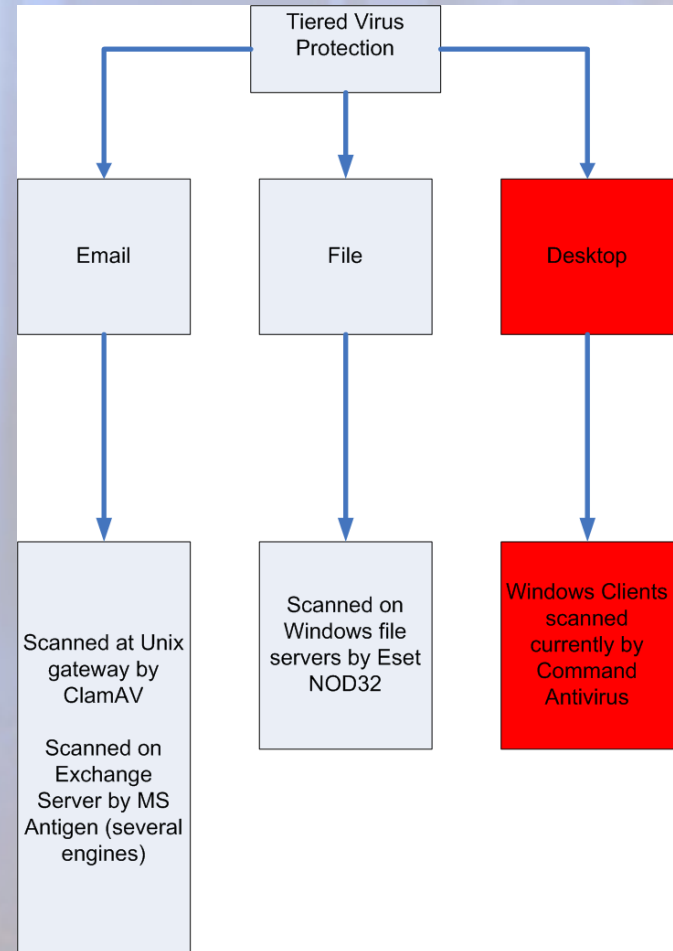 Tiered Virus
Protection
Email
File
Desktop
Scanned at Unix
gateway by
ClamAV
Scanned on
Exchange
Server by MS
Antigen (several
engines)
Scanned on
Windows file
servers by Eset
NOD32
Windows Clients
scanned
currently by
Command
Antivirus